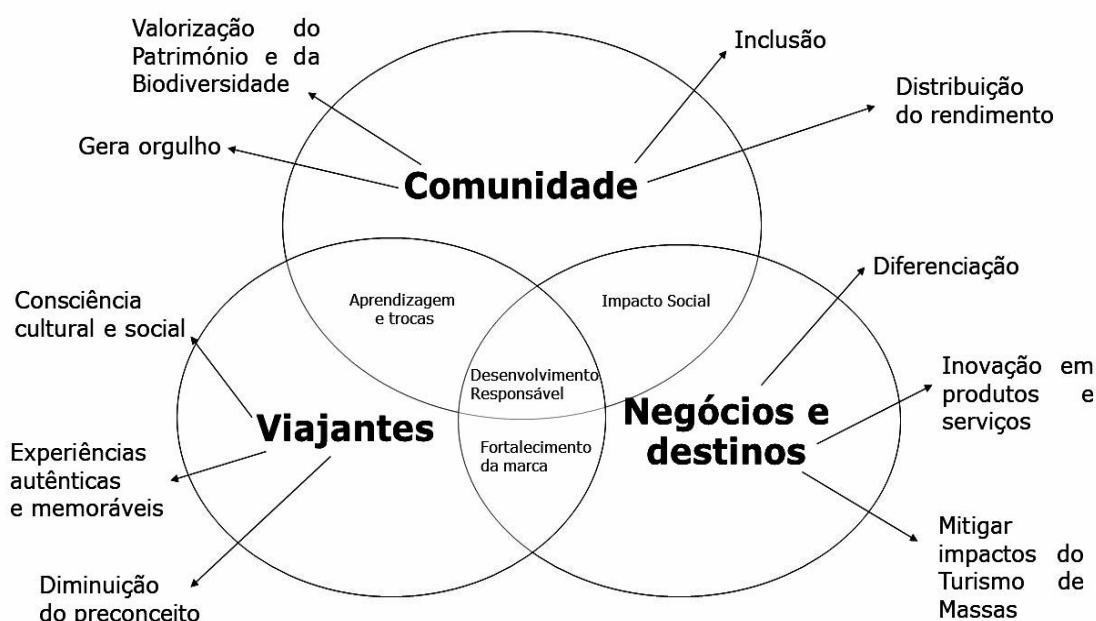 Valorização do
Património e da
Biodiversidade
Inclusão
Distribuição
do rendimento
Gera orgulho
Comunidade
Diferenciação
Consciência
cultural e social
Aprendizagem
e trocas
Impacto Social
Desenvolvimento
Responsável
Inovação em
produtos e
serviços
Viajantes
Negócios e
destinos
Fortalecimento
da marca
Experiências
autênticas
e memoráveis
Mitigar
impactos do
Turismo de
Massas
Diminuição
do preconceito